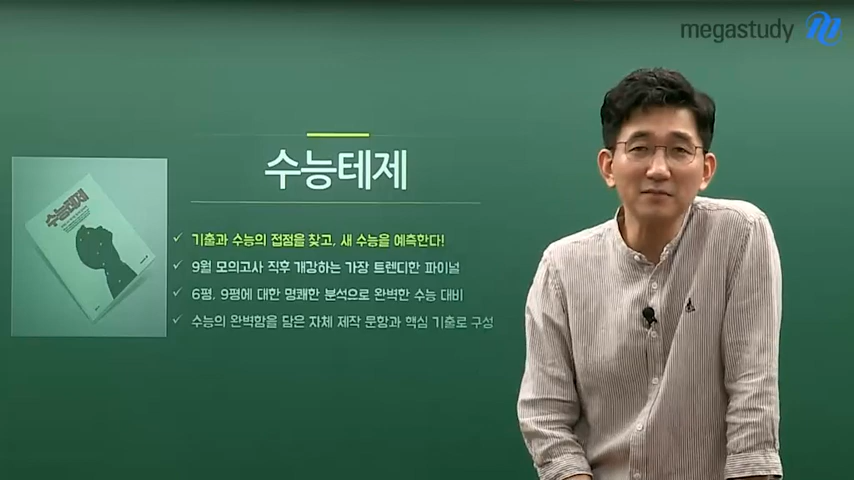 megastudy
수능테제
수능테제
✓ 기출과 수능의 접점을 찾고, 새 수능을 예측한다!
✓ 9월 모의고사 직후 개강하는 가장 트렌디한 파이널
✓ 6평, 9평에 대한 명쾌한 분석으로 완벽한 수능 대비
✓ 수능의 완벽함을 담은 자체 제작 문항과 핵심 기출로 구성